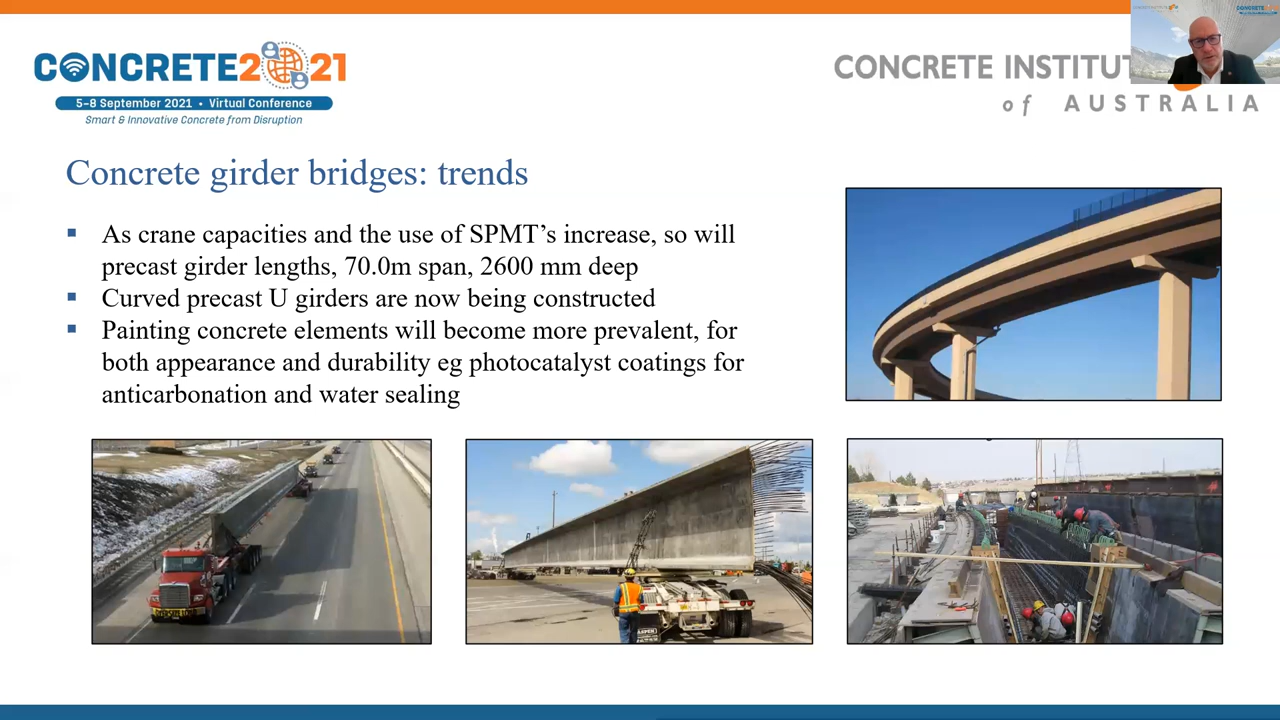 CONCRETE2021
5–8 September 2021 • Virtual Conference
Smart & Innovative Concrete from Disruption
CONCRETE INSTITUT
of AUSTRALIA
Concrete girder bridges: trends
As crane capacities and the use of SPMT’s increase, so will
precast girder lengths, 70.0m span, 2600 mm deep
Curved precast U girders are now being constructed
Painting concrete elements will become more prevalent, for
both appearance and durability eg photocatalyst coatings for
anticarbonation and water sealing